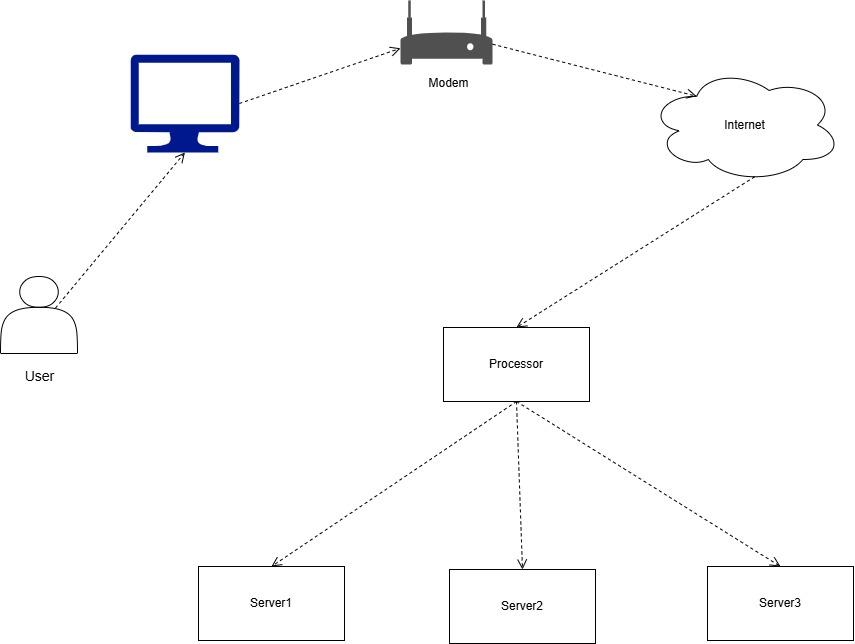 Modem
Internet
User
Processor
Server1
Server2
Server3